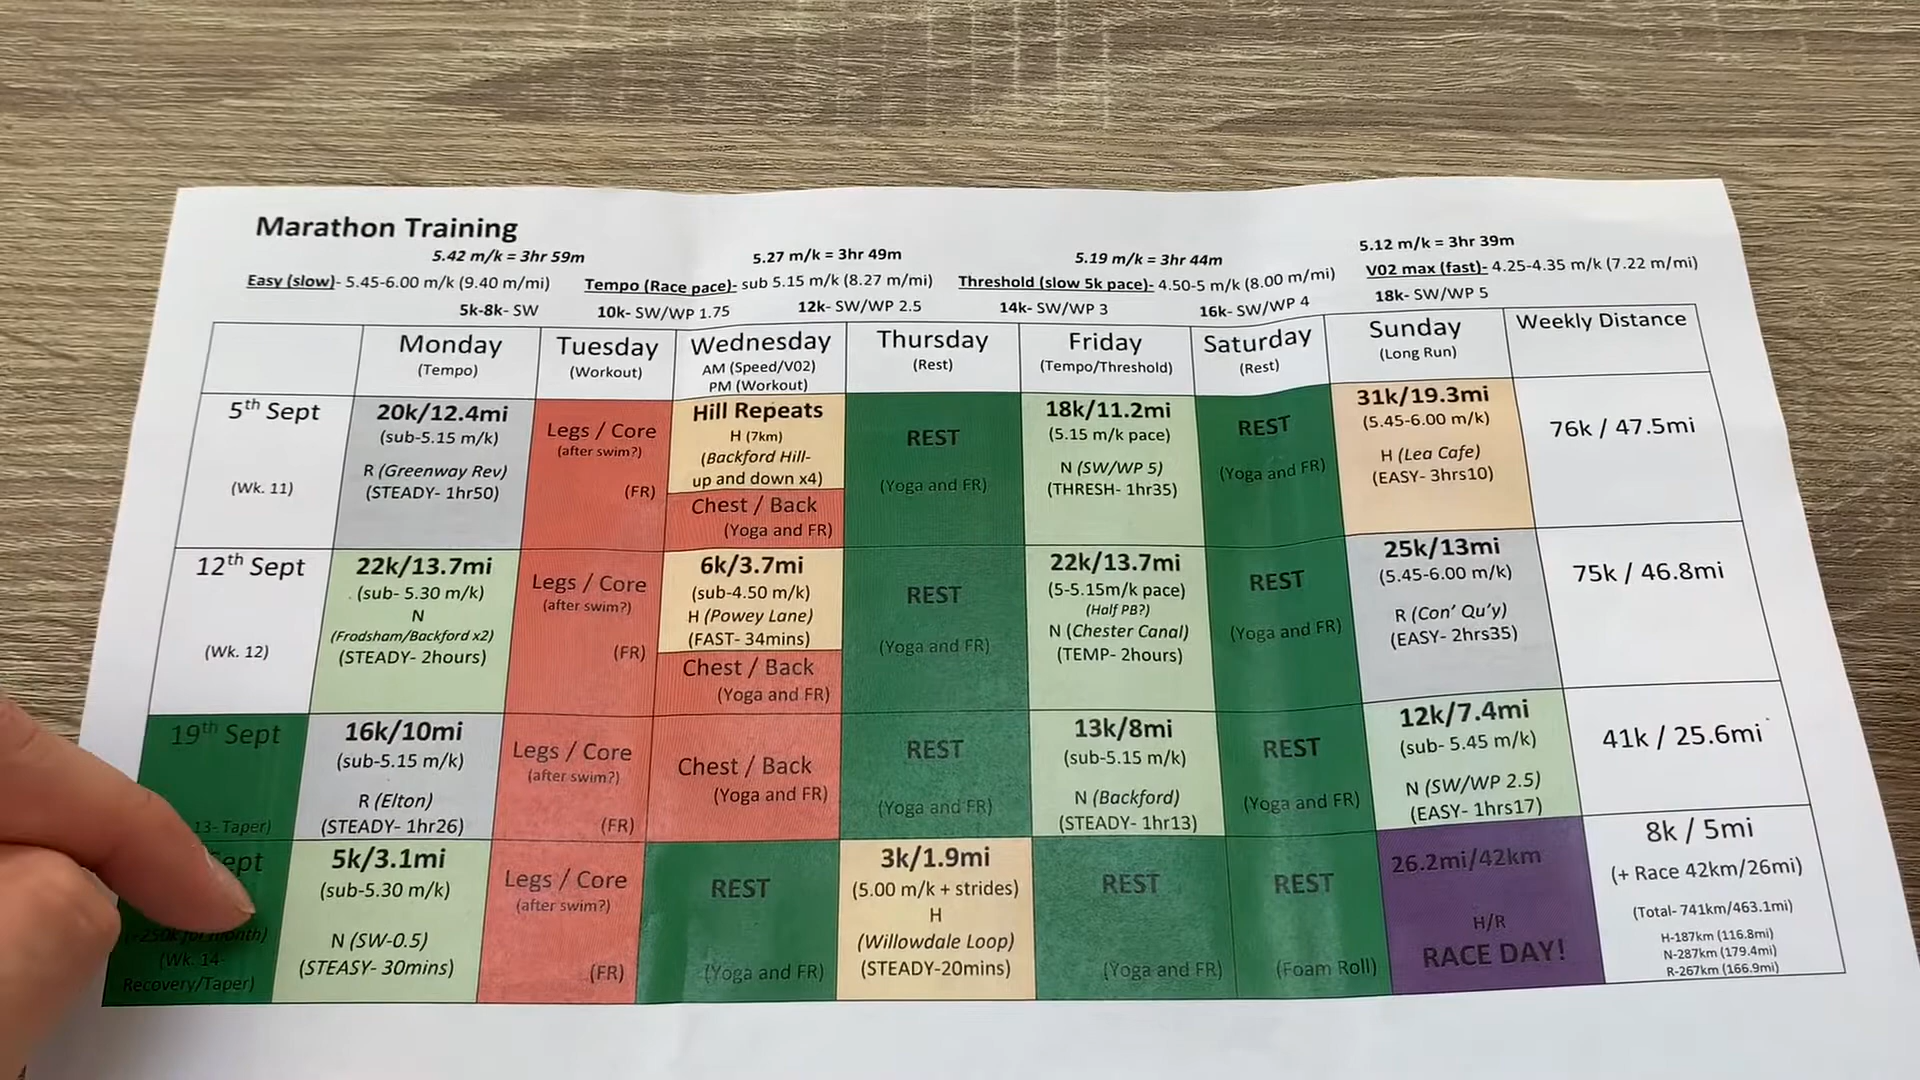 Marathon Training
5.42 m/k = 3hr 59m 5.27 m/k = 3hr 49m 5.19 m/k = 3hr 44m 5.12 m/k = 3hr 39m
Easy (slow)- 5.45-6.00 m/k (9.40 m/mi) Tempo (Race pace)- sub 5.15 m/k (8.27 m/mi) Threshold (slow 5k pace)- 4.50-5 m/k (8.00 m/mi) V02 max (fast)- 4.25-4.35 m/k (7.22 m/mi)
5k-8k- SW 10k- SW/WP 1.75 12k- SW/WP 2.5 14k- SW/WP 3 16k- SW/WP 4 18k- SW/WP 5
Monday
(Tempo)
Tuesday
(Workout)
Wednesday
AM (Speed/V02)
PM (Workout)
Thursday
(Rest)
Friday
(Tempo/Threshold)
Saturday
(Rest)
Sunday
(Long Run)
Weekly Distance
5th Sept
(Wk. 11)
20k/12.4mi
(sub-5.15 m/k)
R (Greenway Rev)
(STEADY- 1hr50)
Legs / Core
(after swim?)
(FR)
Hill Repeats
H (7km)
(Backford Hill-
up and down x4)
Chest / Back
(Yoga and FR)
REST
(Yoga and FR)
18k/11.2mi
(5.15 m/k pace)
N (SW/WP 5)
(THRESH- 1hr35)
REST
(Yoga and FR)
31k/19.3mi
(5.45-6.00 m/k)
H (Lea Cafe)
(EASY- 3hrs10)
76k / 47.5mi
12th Sept
(Wk. 12)
22k/13.7mi
(sub- 5.30 m/k)
N
(Frodsham/Backford x2)
(STEADY- 2hours)
Legs / Core
(after swim?)
(FR)
6k/3.7mi
(sub-4.50 m/k)
H (Powey Lane)
(FAST- 34mins)
Chest / Back
(Yoga and FR)
REST
(Yoga and FR)
22k/13.7mi
(5-5.15m/k pace)
(Half PB?)
N (Chester Canal)
(TEMP- 2hours)
REST
(Yoga and FR)
25k/13mi
(5.45-6.00 m/k)
R (Con' Qu'y)
(EASY- 2hrs35)
75k / 46.8mi
19th Sept
13- Taper)
16k/10mi
(sub-5.15 m/k)
R (Elton)
(STEADY- 1hr26)
Legs / Core
(after swim?)
(FR)
Chest / Back
(Yoga and FR)
REST
(Yoga and FR)
13k/8mi
(sub-5.15 m/k)
N (Backford)
(STEADY- 1hr13)
REST
(Yoga and FR)
12k/7.4mi
(sub- 5.45 m/k)
N (SW/WP 2.5)
(EASY- 1hrs17)
41k / 25.6mi
Sept
for month)
(Wk. 14-
Recovery/Taper)
5k/3.1mi
(sub-5.30 m/k)
N (SW-0.5)
(STEASY- 30mins)
Legs / Core
(after swim?)
(FR)
REST
(Yoga and FR)
3k/1.9mi
(5.00 m/k + strides)
H
(Willowdale Loop)
(STEADY-20mins)
REST
(Yoga and FR)
REST
(Foam Roll)
26.2mi/42km
H/R
RACE DAY!
8k / 5mi
(+ Race 42km/26mi)
(Total- 741km/463.1mi)
H-187km (116.8mi)
N-287km (179.4mi)
R-267km (166.9mi)